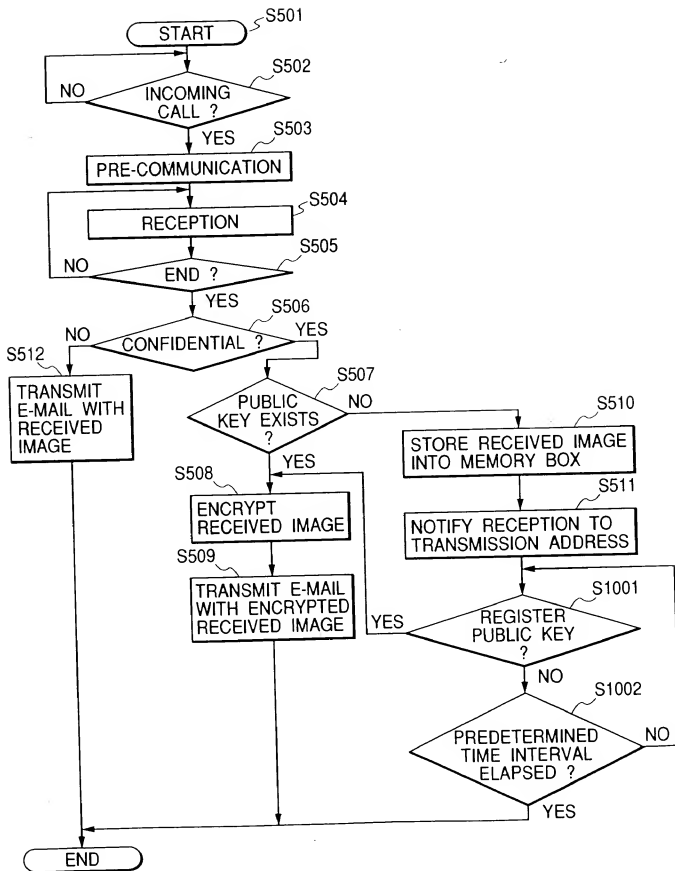 START
S501
S502
NO
INCOMING
CALL ?
YES
S503
PRE-COMMUNICATION
S504
RECEPTION
S505
NO
END ?
YES
S506
NO
CONFIDENTIAL ?
YES
S512
TRANSMIT
E-MAIL WITH
RECEIVED
IMAGE
S507
PUBLIC
KEY EXISTS
?
NO
YES
S510
STORE RECEIVED IMAGE
INTO MEMORY BOX
S508
ENCRYPT
RECEIVED IMAGE
S511
NOTIFY RECEPTION TO
TRANSMISSION ADDRESS
S509
TRANSMIT E-MAIL
WITH ENCRYPTED
RECEIVED IMAGE
S1001
YES
REGISTER
PUBLIC KEY
?
NO
S1002
PREDETERMINED
TIME INTERVAL
ELAPSED ?
NO
YES
END